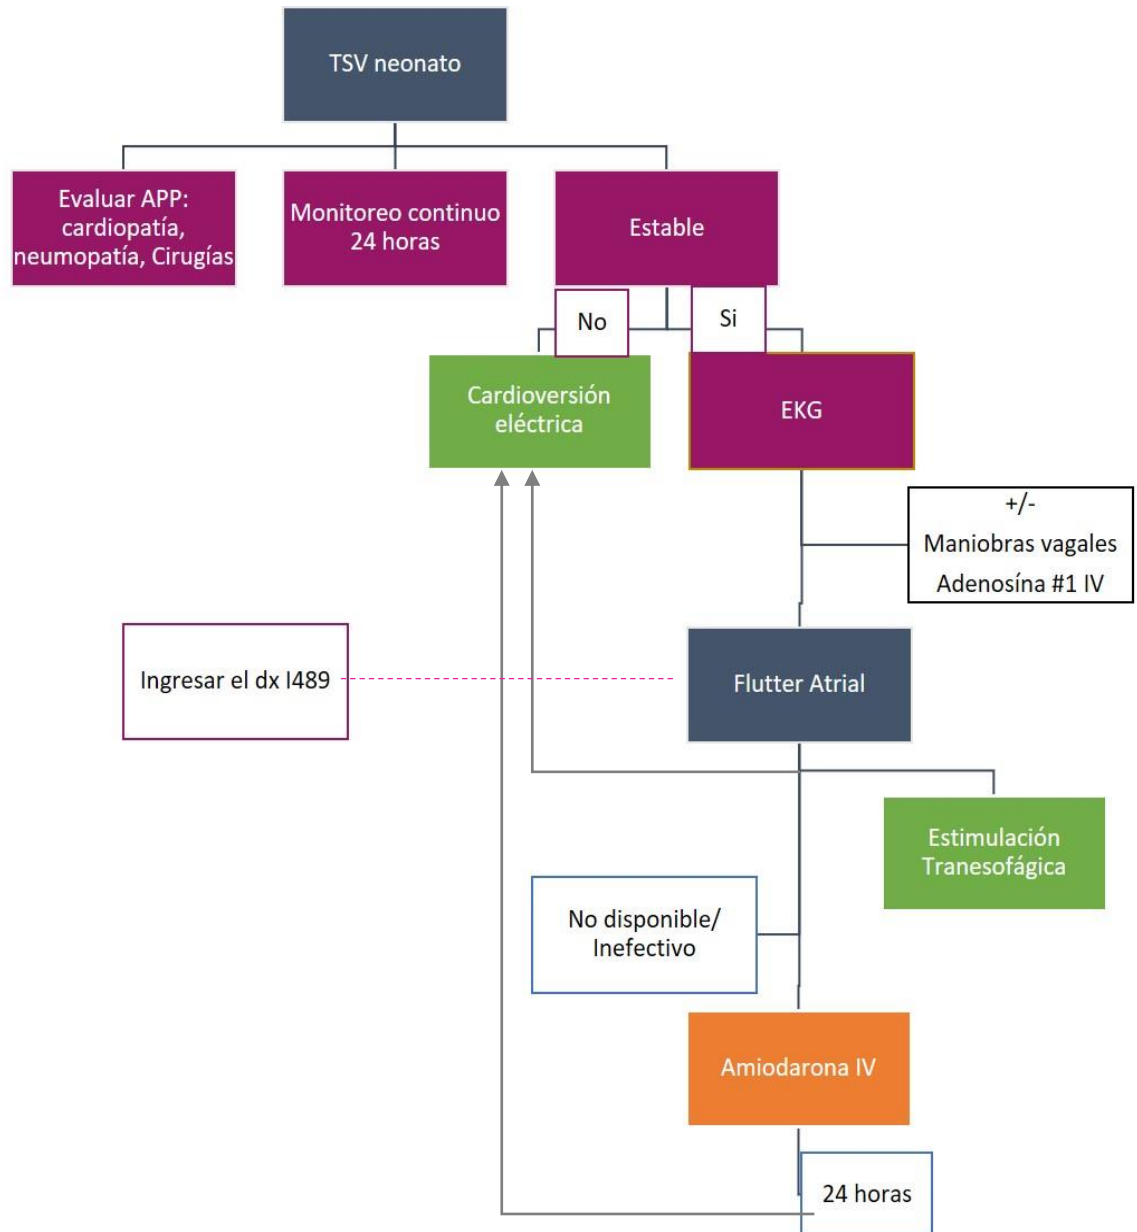 TSV neonato
Evaluar APP:
cardiopatía,
neumopatía, Cirugías
Monitoreo continuo
24 horas
Estable
No
Si
Cardioversión
eléctrica
EKG
+/-
Maniobras vagales
Adenosína #1 IV
Ingresar el dx I489
Flutter Atrial
Estimulación
Tranesofágica
No disponible/
Inefectivo
Amiodarona IV
24 horas